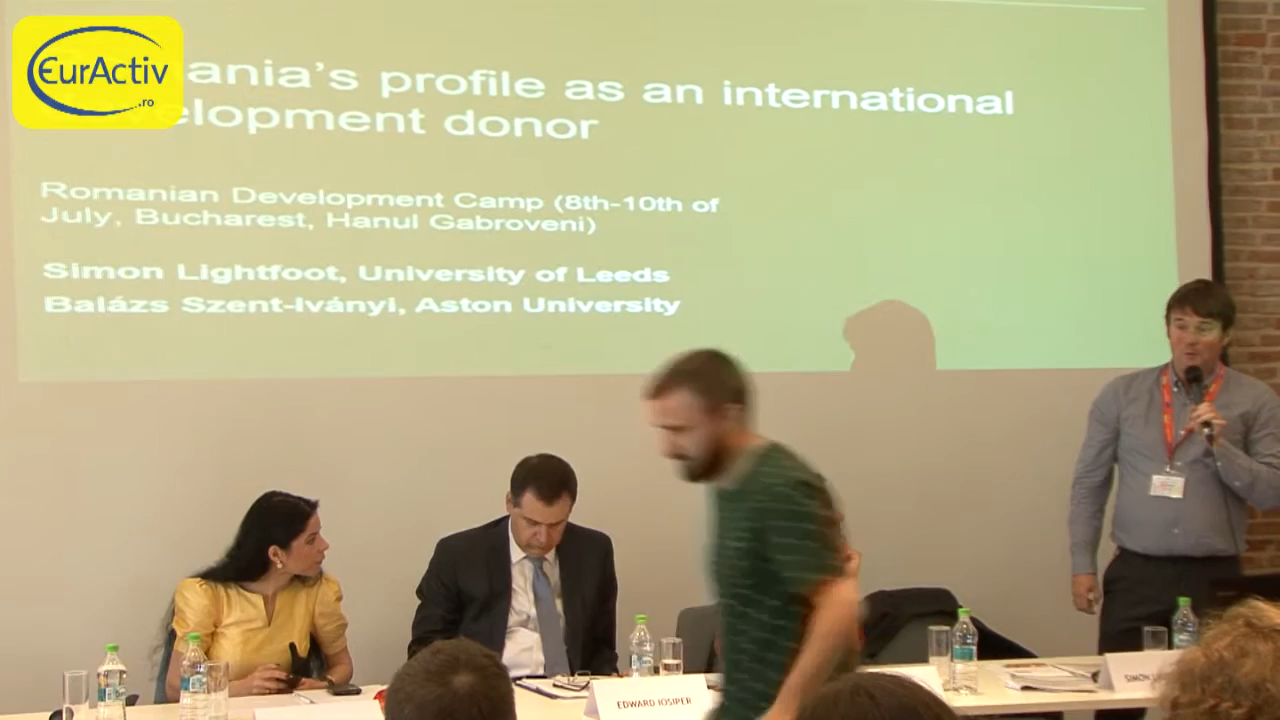 EurActiv
.ro
ania's profile as an international
elopment donor
Romanian Development Camp (8th-10th of
July, Bucharest, Hanul Gabroveni)
Simon Lightfoot, University of Leeds
Balázs Szent-Iványi, Aston University
EDWARD IOSIPER
SIMON